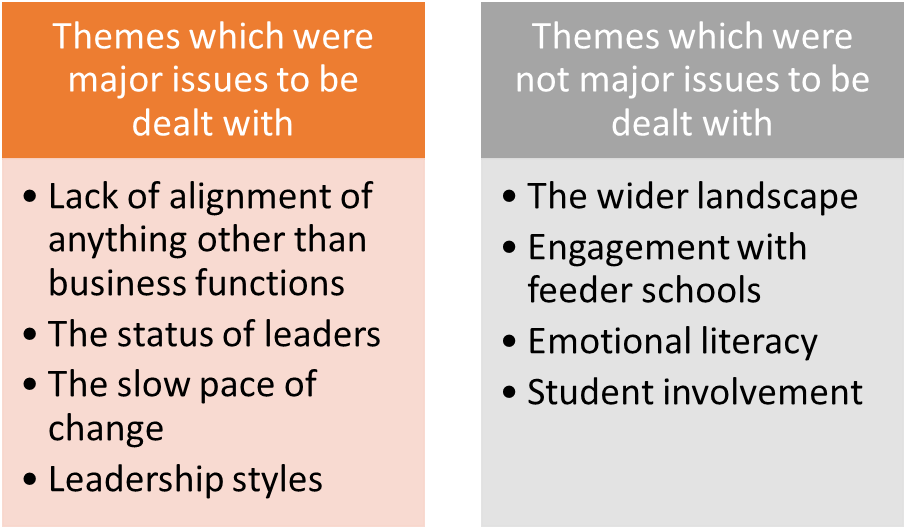 Themes which were
major issues to be
dealt with
• Lack of alignment of
anything other than
business functions
• The status of leaders
• The slow pace of
change
• Leadership styles
Themes which were
not major issues to be
dealt with
• The wider landscape
• Engagement with
feeder schools
• Emotional literacy
• Student involvement